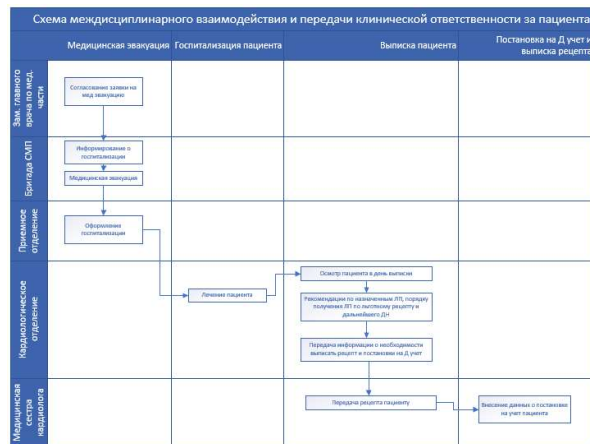 Схема междисциплинарного взаимодействия и передачи клинической ответственности за пациента
Медицинская эвакуация
Госпитализация пациента
Выписка пациента
Постановка на Д учет и
выписка рецепта
Зам. главного
врача по мед.
части
Согласование заявки на
мед эвакуацию
Бригада СМП
Информирование о
госпитализации
Медицинская эвакуация
Приемное
отделение
Оформление
госпитализации
Кардиологическое
отделение
Лечение пациента
Осмотр пациента в день выписки
Рекомендации по назначенным ЛП, порядку
получения ЛП по льготному рецепту и
дальнейшего ДН
Передача информации о необходимости
выписать рецепт и постановки на Д учет
Медицинская
сестра
кардиолога
Передача рецепта пациенту
Внесение данных о постановке
на учет пациента